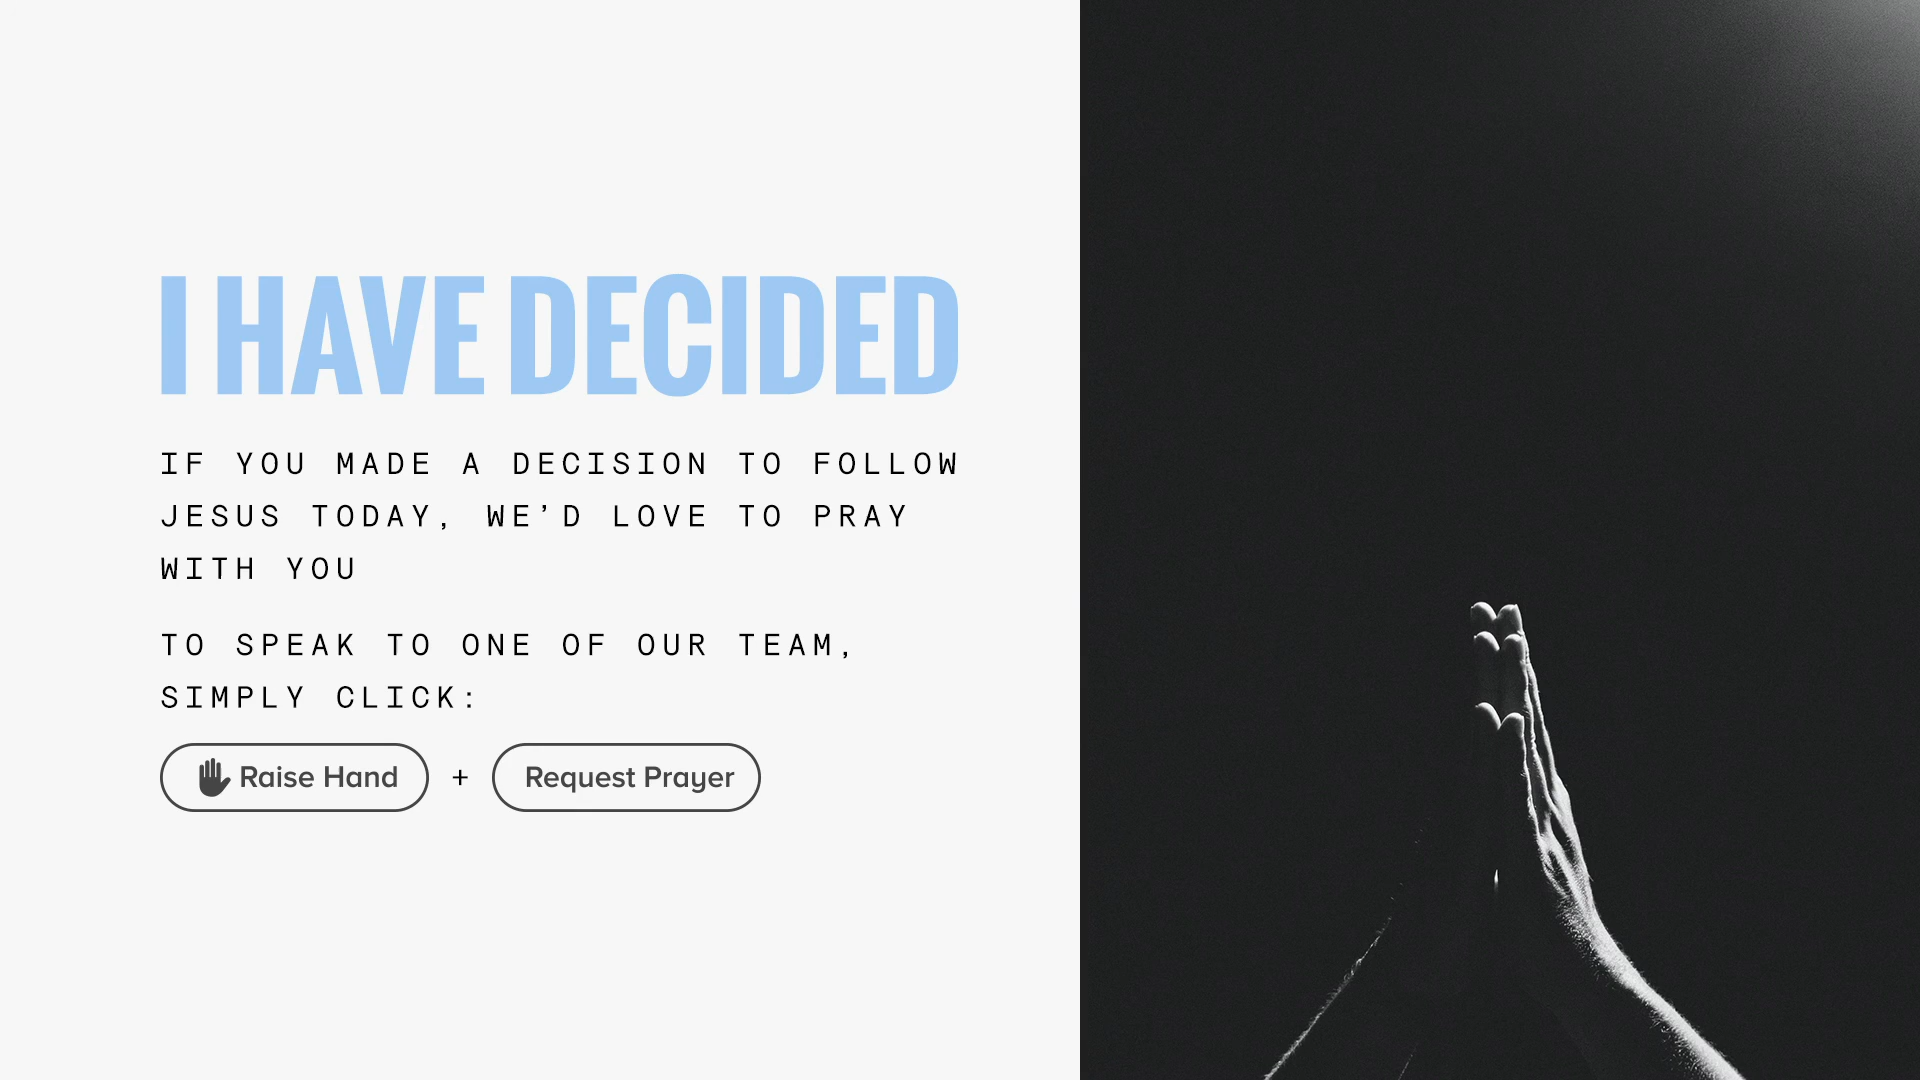 I HAVE DECIDED
IF YOU MADE A DECISION TO FOLLOW
JESUS TODAY, WE’D LOVE TO PRAY
WITH YOU
TO SPEAK TO ONE OF OUR TEAM,
SIMPLY CLICK:
Raise Hand + Request Prayer